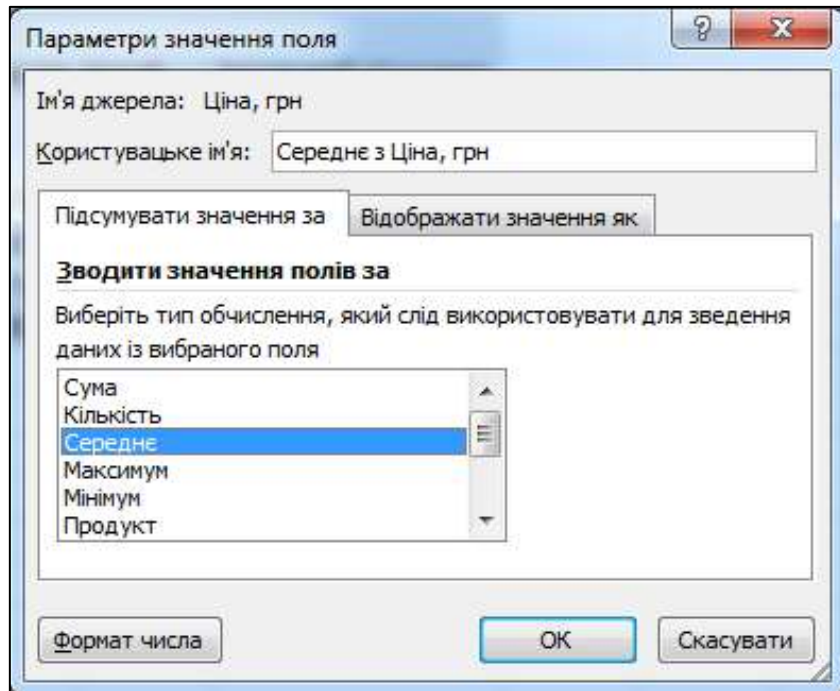 Параметри значення поля
Ім'я джерела: Ціна, грн
Користувацьке ім'я: Середнє з Ціна, грн
Підсумувати значення за
Відображати значення як
Зводити значення полів за
Виберіть тип обчислення, який слід використовувати для зведення
даних із вибраного поля
Сума
Кількість
Середнє
Максимум
Мінімум
Продукт
Формат числа
ОК
Скасувати